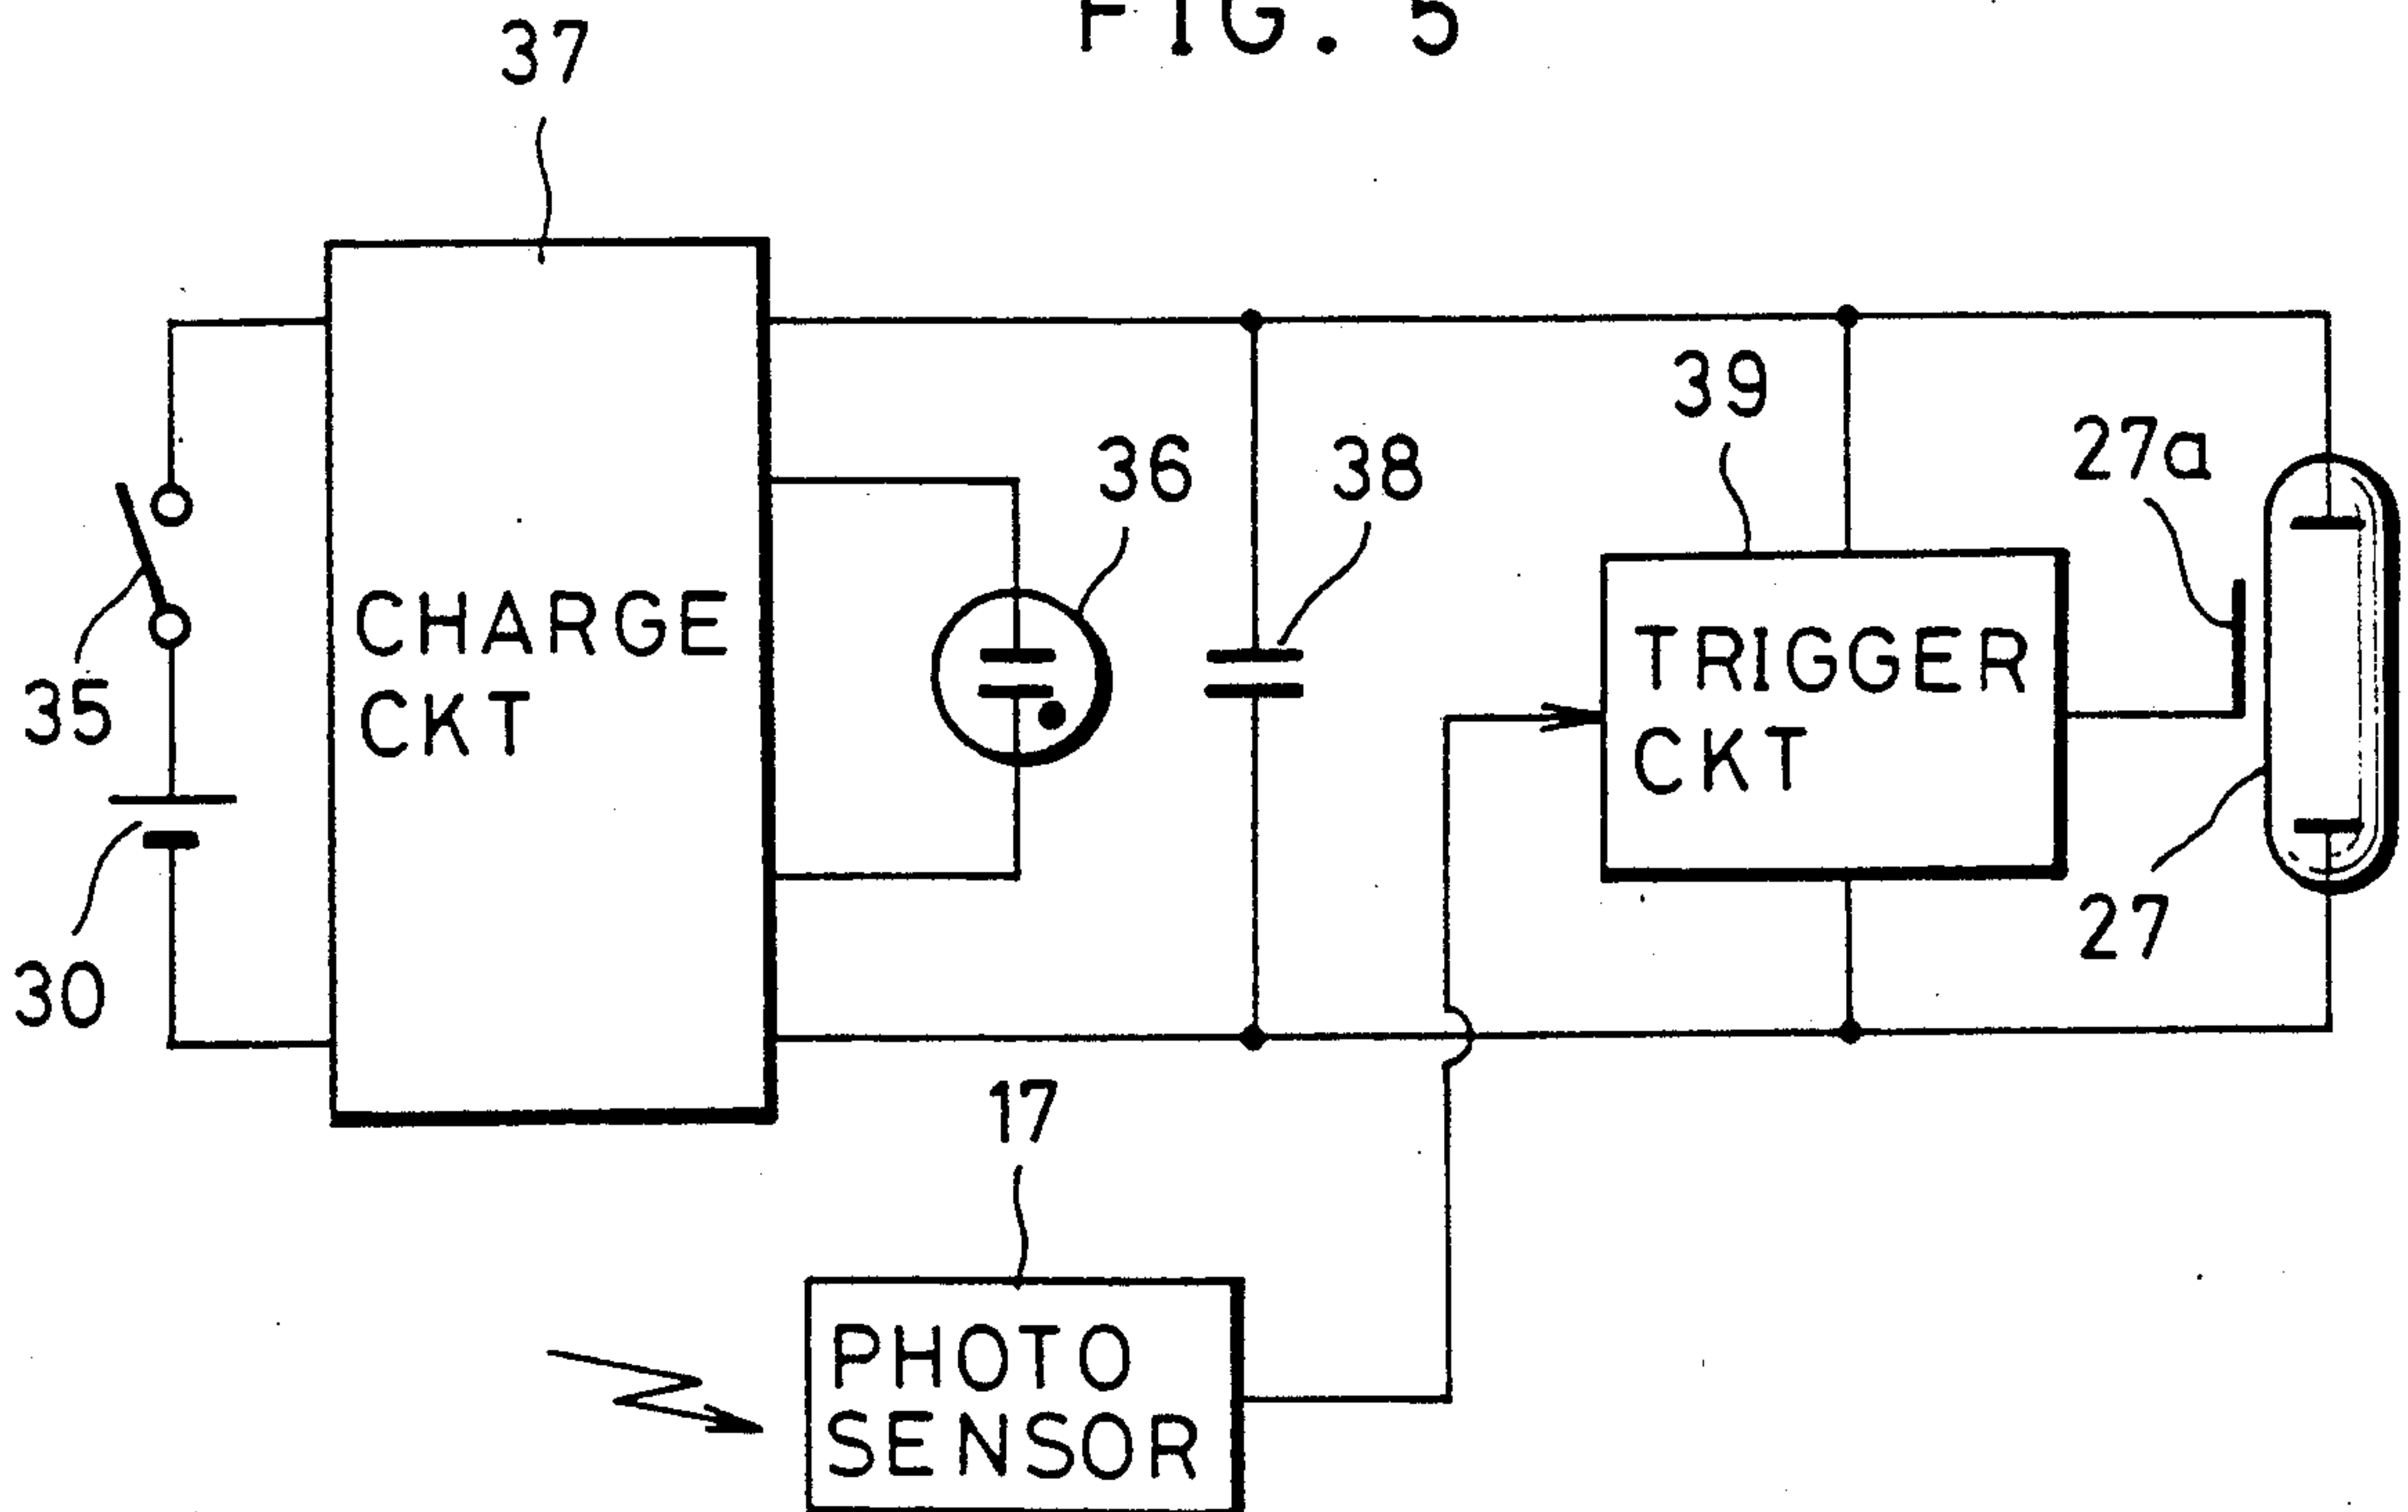 FIG. 5
37
39
27a
36
38
CHARGE
CKT
TRIGGER
CKT
35
30
27
17
PHOTO
SENSOR